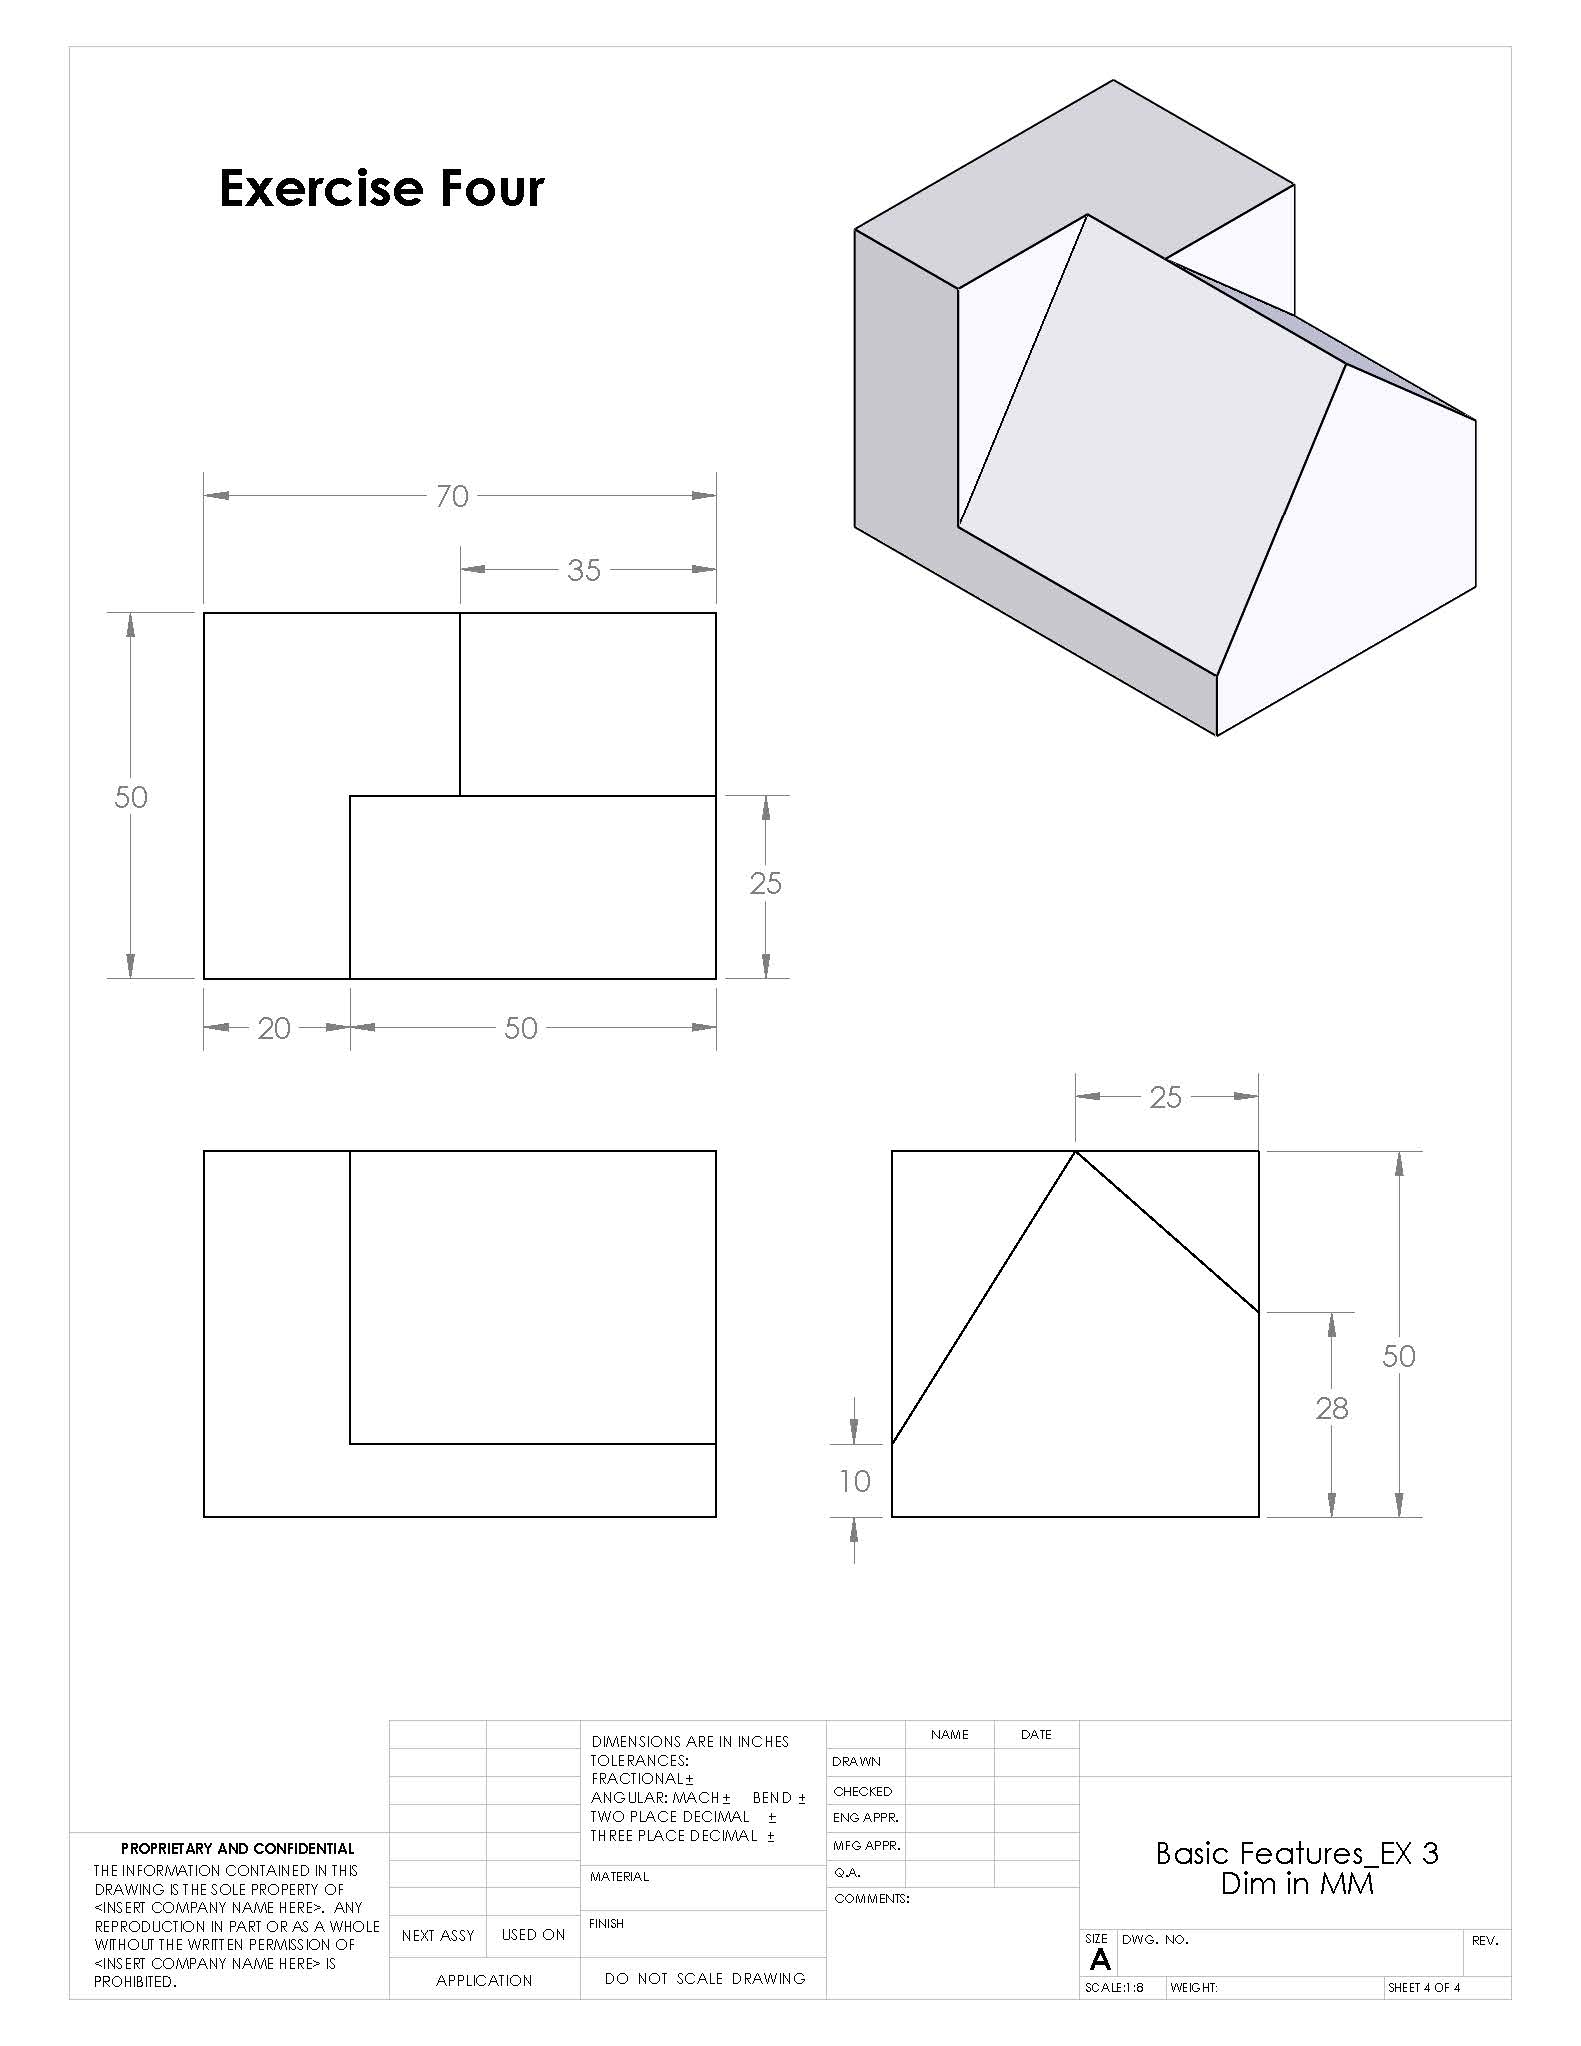 Exercise Four
70
35
50
25
20
50
25
50
28
10
DIMENSIONS ARE IN INCHES
TOLERANCES:
FRACTIONAL±
ANGULAR: MACH± BEND ±
TWO PLACE DECIMAL ±
THREE PLACE DECIMAL ±
MATERIAL
FINISH
DO NOT SCALE DRAWING
NAME DATE
DRAWN
CHECKED
ENG APPR.
MFG APPR.
Q.A.
COMMENTS:
PROPRIETARY AND CONFIDENTIAL
THE INFORMATION CONTAINED IN THIS
DRAWING IS THE SOLE PROPERTY OF
<INSERT COMPANY NAME HERE>. ANY
REPRODUCTION IN PART OR AS A WHOLE
WITHOUT THE WRITTEN PERMISSION OF
<INSERT COMPANY NAME HERE> IS
PROHIBITED.
NEXT ASSY USED ON
APPLICATION
Basic Features_EX 3
Dim in MM
SIZE DWG. NO. REV.
A
SCALE:1:8 WEIGHT: SHEET 4 OF 4